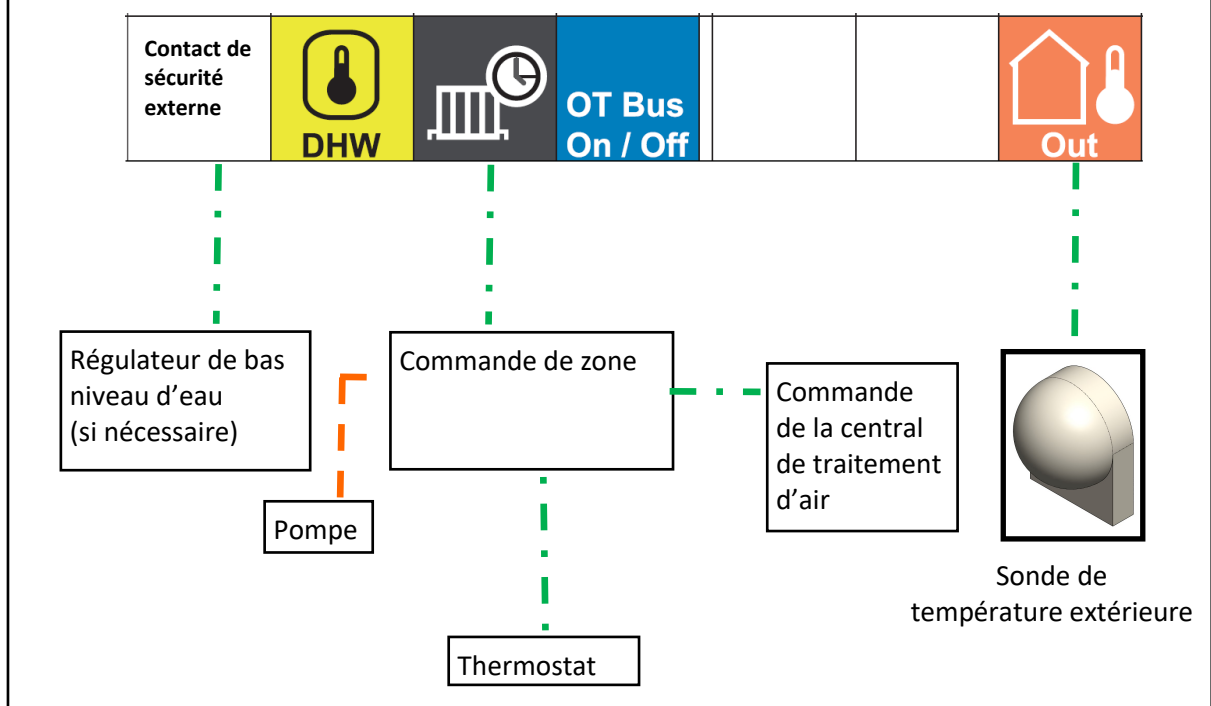 Contact de
sécurité
externe
DHW
OT Bus
On / Off
Out
Régulateur de bas
niveau d'eau
(si nécessaire)
Commande de zone
Commande
de la central
de traitement
d'air
Pompe
Thermostat
Sonde de
température extérieure